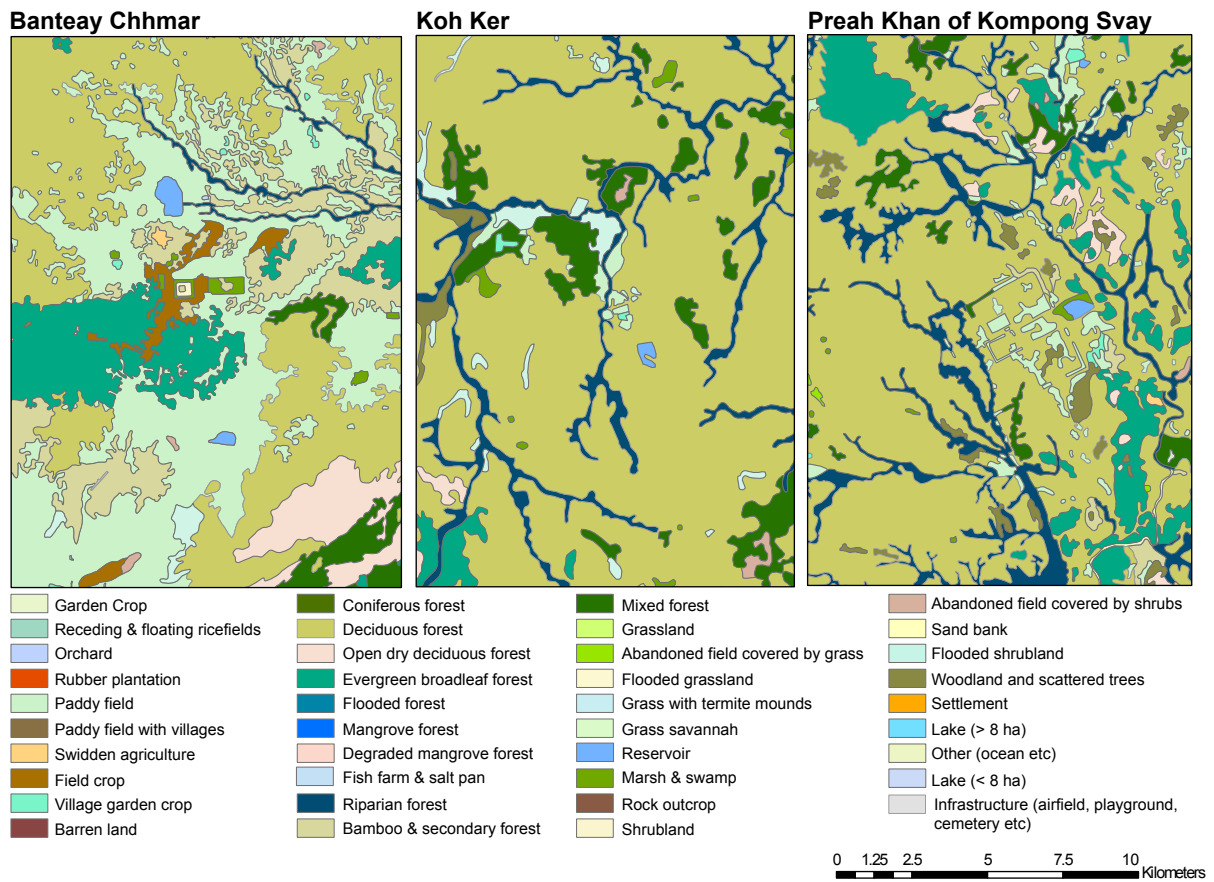 Banteay Chhmar
Koh Ker
Preah Khan of Kompong Svay
Garden Crop
Receding & floating ricefields
Orchard
Rubber plantation
Paddy field
Paddy field with villages
Swidden agriculture
Field crop
Village garden crop
Barren land
Coniferous forest
Deciduous forest
Open dry deciduous forest
Evergreen broadleaf forest
Flooded forest
Mangrove forest
Degraded mangrove forest
Fish farm & salt pan
Riparian forest
Bamboo & secondary forest
Mixed forest
Grassland
Abandoned field covered by grass
Flooded grassland
Grass with termite mounds
Grass savannah
Reservoir
Marsh & swamp
Rock outcrop
Shrubland
Abandoned field covered by shrubs
Sand bank
Flooded shrubland
Woodland and scattered trees
Settlement
Lake (> 8 ha)
Other (ocean etc)
Lake (< 8 ha)
Infrastructure (airfield, playground,
cemetery etc)
0 1.25 2.5 5 7.5 10
Kilometers